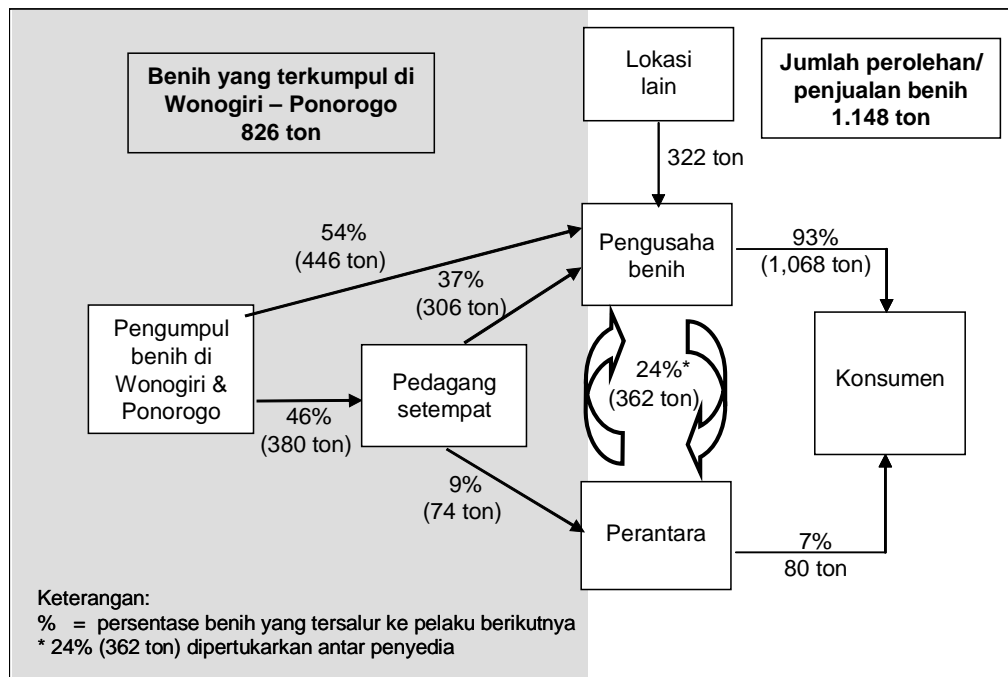 Benih yang terkumpul di
Wonogiri – Ponorogo
826 ton
Lokasi
lain
Jumlah perolehan/
penjualan benih
1.148 ton
322 ton
54%
(446 ton)
Pengusaha
benih
93%
(1,068 ton)
37%
(306 ton)
Pengumpul
benih di
Wonogiri &
Ponorogo
Pedagang
setempat
24%*
(362 ton)
Konsumen
46%
(380 ton)
9%
(74 ton)
Perantara
7%
80 ton
Keterangan:
% = persentase benih yang tersalur ke pelaku berikutnya
* 24% (362 ton) dipertukarkan antar penyedia